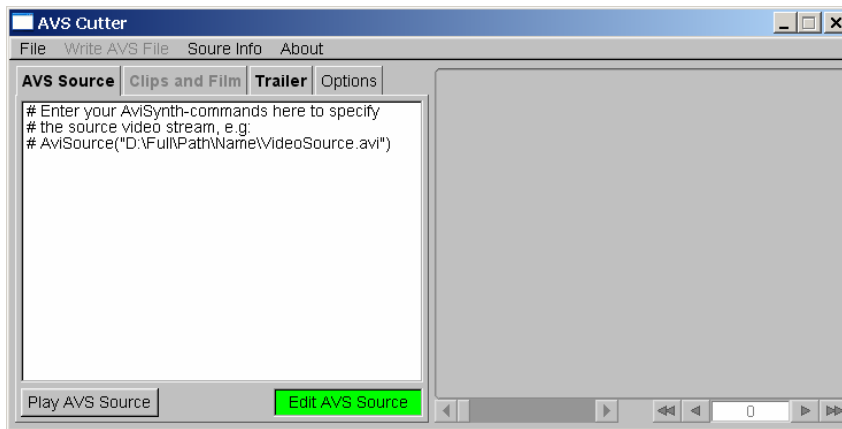 AVS Cutter
File Write AVS File Soure Info About
AVS Source Clips and Film Trailer Options
# Enter your AviSynth-commands here to specify
# the source video stream, e.g:
# AviSource("D:\Full\Path\Name\VideoSource.avi")
Play AVS Source Edit AVS Source
0